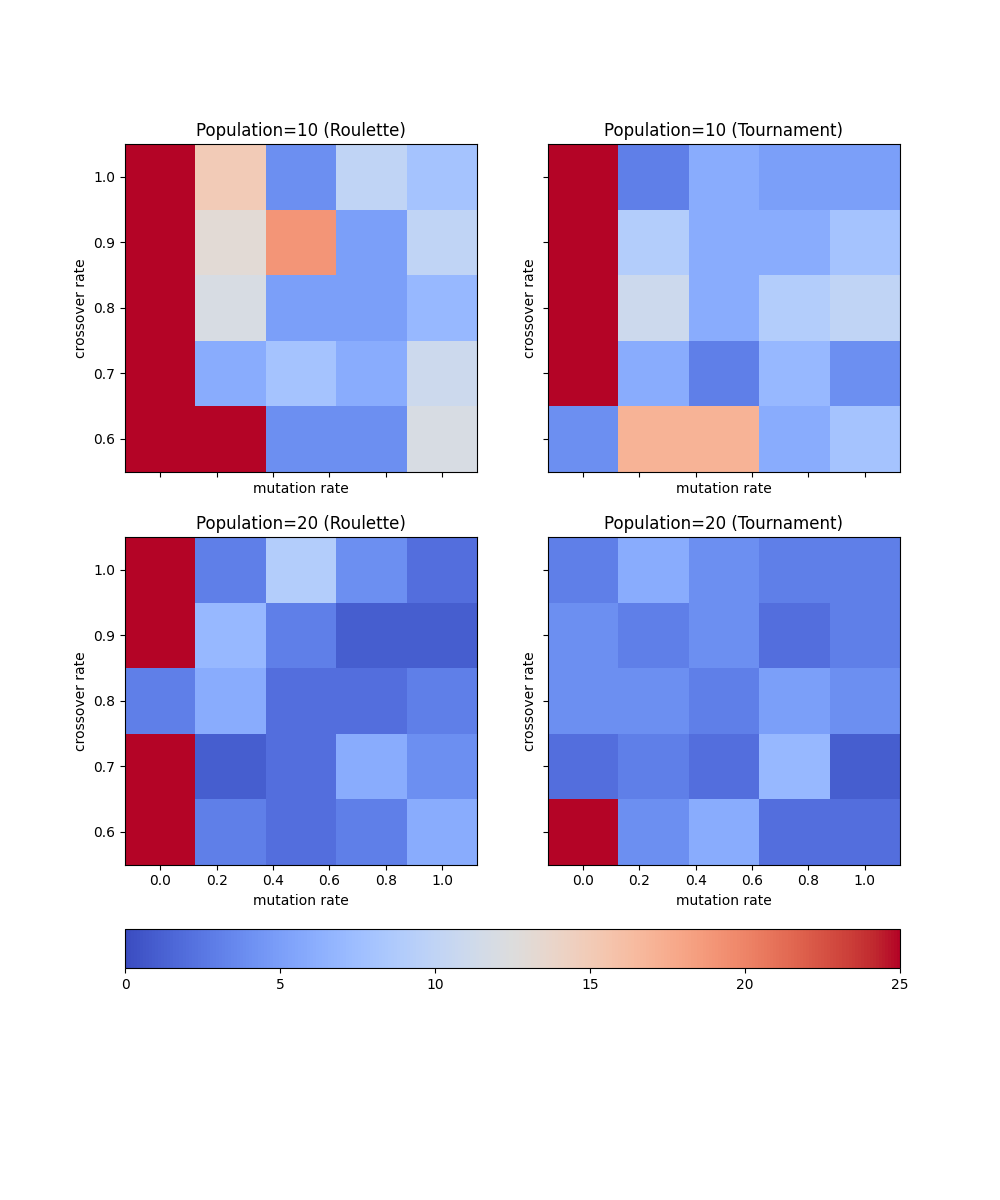 Population=10 (Roulette) Population=10 (Tournament)
1.0
0.9
0.8
0.7
0.6
crossover rate
crossover rate
mutation rate mutation rate
Population=20 (Roulette) Population=20 (Tournament)
1.0
0.9
0.8
0.7
0.6
crossover rate
crossover rate
0.0 0.2 0.4 0.6 0.8 1.0 0.0 0.2 0.4 0.6 0.8 1.0
mutation rate mutation rate
0 5 10 15 20 25